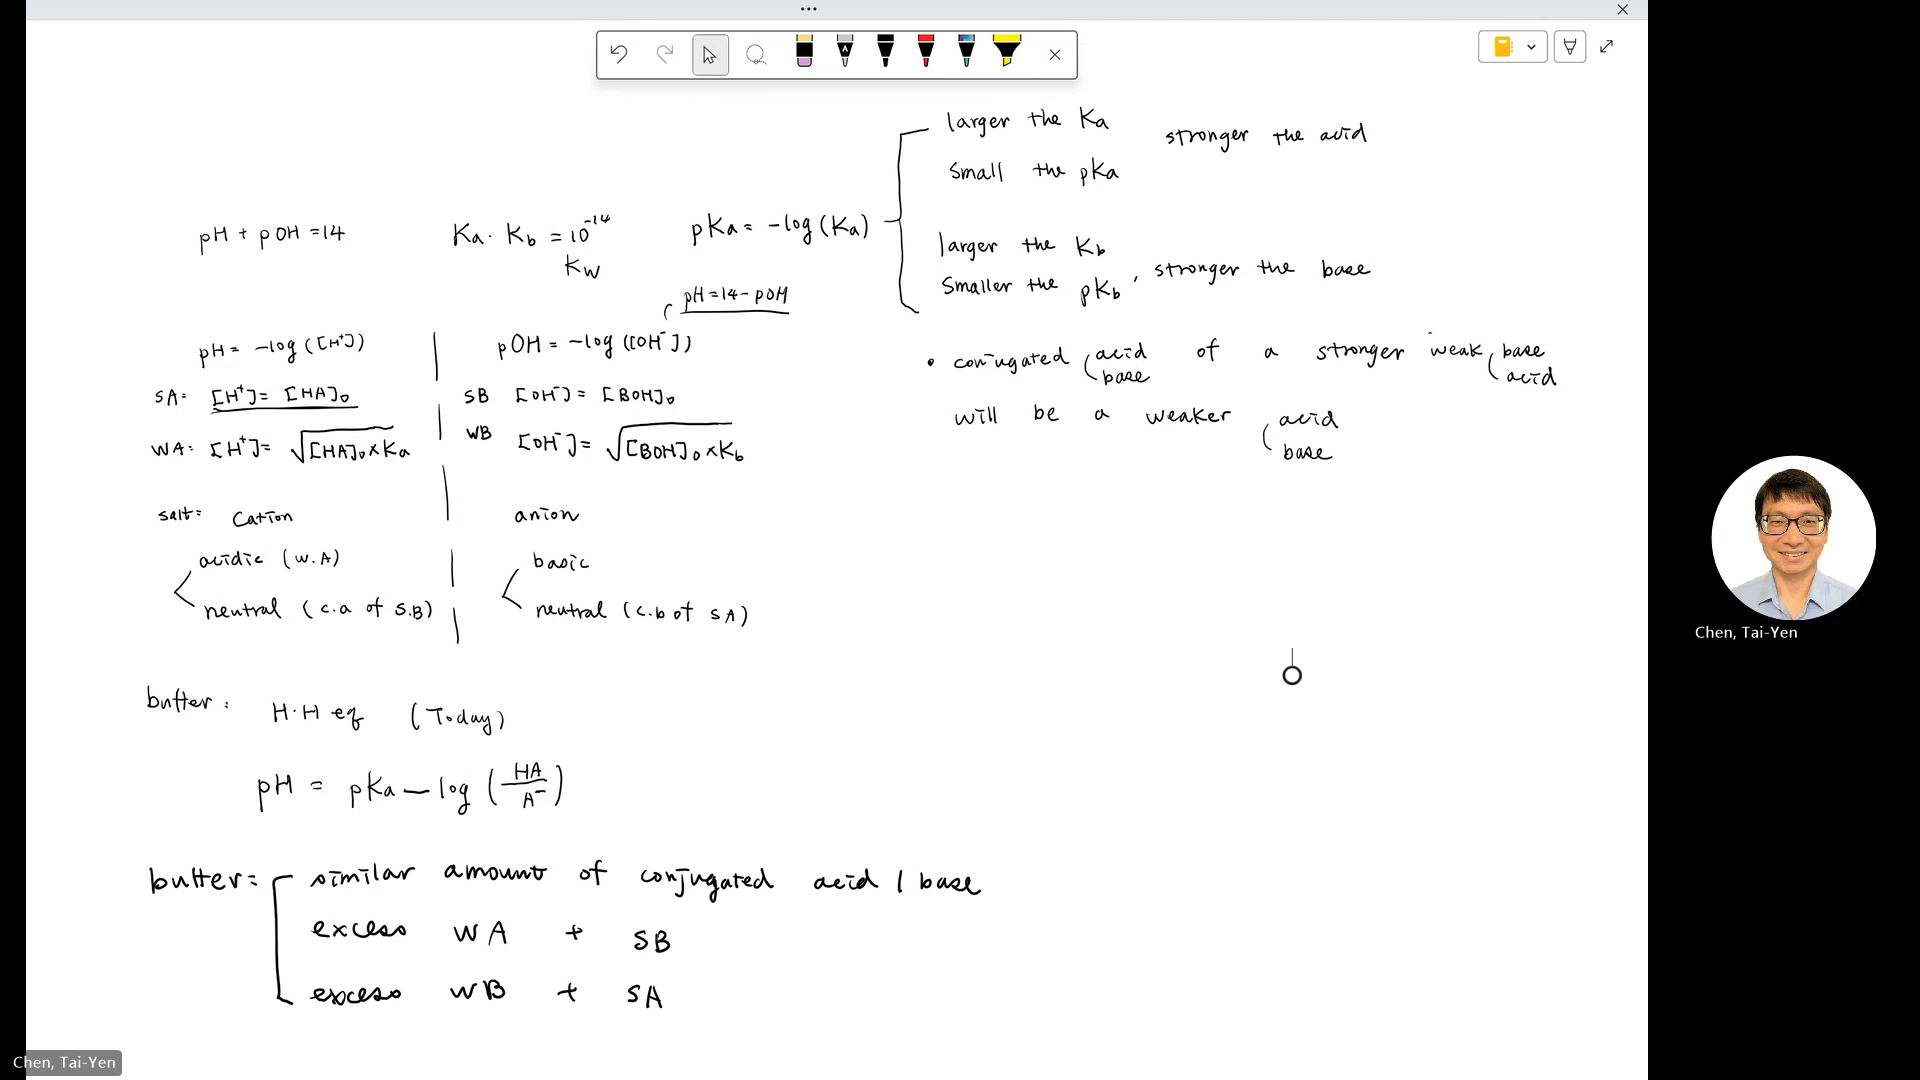 larger the Ka
stronger the acid
Small the pKa
pH + pOH = 14
Ka · Kb = 10⁻¹⁴
Kw
pKa = -log(Ka)
larger the Kb
Smaller the pKb, stronger the base
pH = 14 - pOH
pH = -log([H⁺])
pOH = -log([OH⁻])
SA: [H⁺] = [HA]₀
SB [OH⁻] = [BOH]₀
WA: [H⁺] = √[HA]₀ × Ka
WB [OH⁻] = √[BOH]₀ × Kb
• conjugated acid of a stronger weak base
base acid
will be a weaker acid
base
salt: Cation
anion
acidic (W.A)
basic
neutral (c.a of S.B)
neutral (c.b of SA)
buffer: H·H eq (Today)
pH = pKa - log (HA / A⁻)
buffer: similar amount of conjugated acid / base
excess WA + SB
excess WB + SA
Chen, Tai-Yen
Chen, Tai-Yen